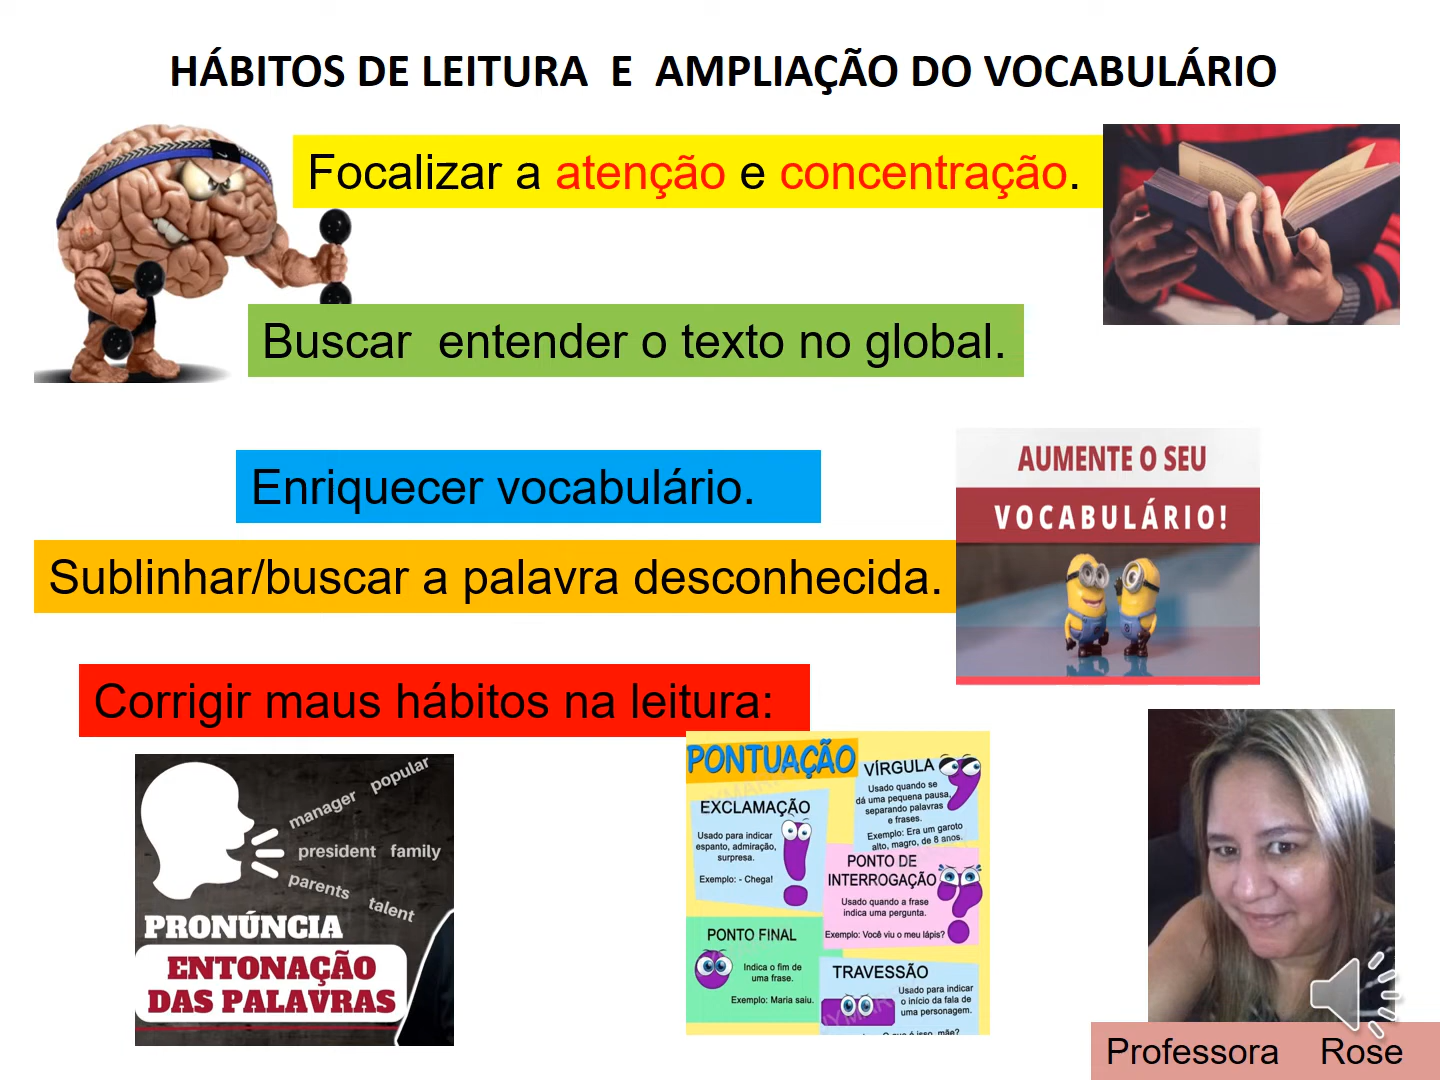 HÁBITOS DE LEITURA E AMPLIAÇÃO DO VOCABULÁRIO
Focalizar a atenção e concentração.
Buscar entender o texto no global.
Enriquecer vocabulário.
AUMENTE O SEU
VOCABULÁRIO!
Sublinhar/buscar a palavra desconhecida.
Corrigir maus hábitos na leitura:
manager popular
president family
parents talent
PRONÚNCIA
ENTONAÇÃO
DAS PALAVRAS
PONTUAÇÃO
VÍRGULA
Usado quando se
dá uma pequena pausa,
separando palavras
e frases.
Exemplo: Era um garoto
alto, magro, de 8 anos.
EXCLAMAÇÃO
Usado para indicar
espanto, admiração,
surpresa.
Exemplo: - Chega!
PONTO DE
INTERROGAÇÃO
Usado quando a frase
indica uma pergunta.
Exemplo: Você viu o meu lápis?
PONTO FINAL
Indica o fim de
uma frase.
Exemplo: Maria saiu.
TRAVESSÃO
Usado para indicar
o início da fala de
uma personagem.
Professora Rose